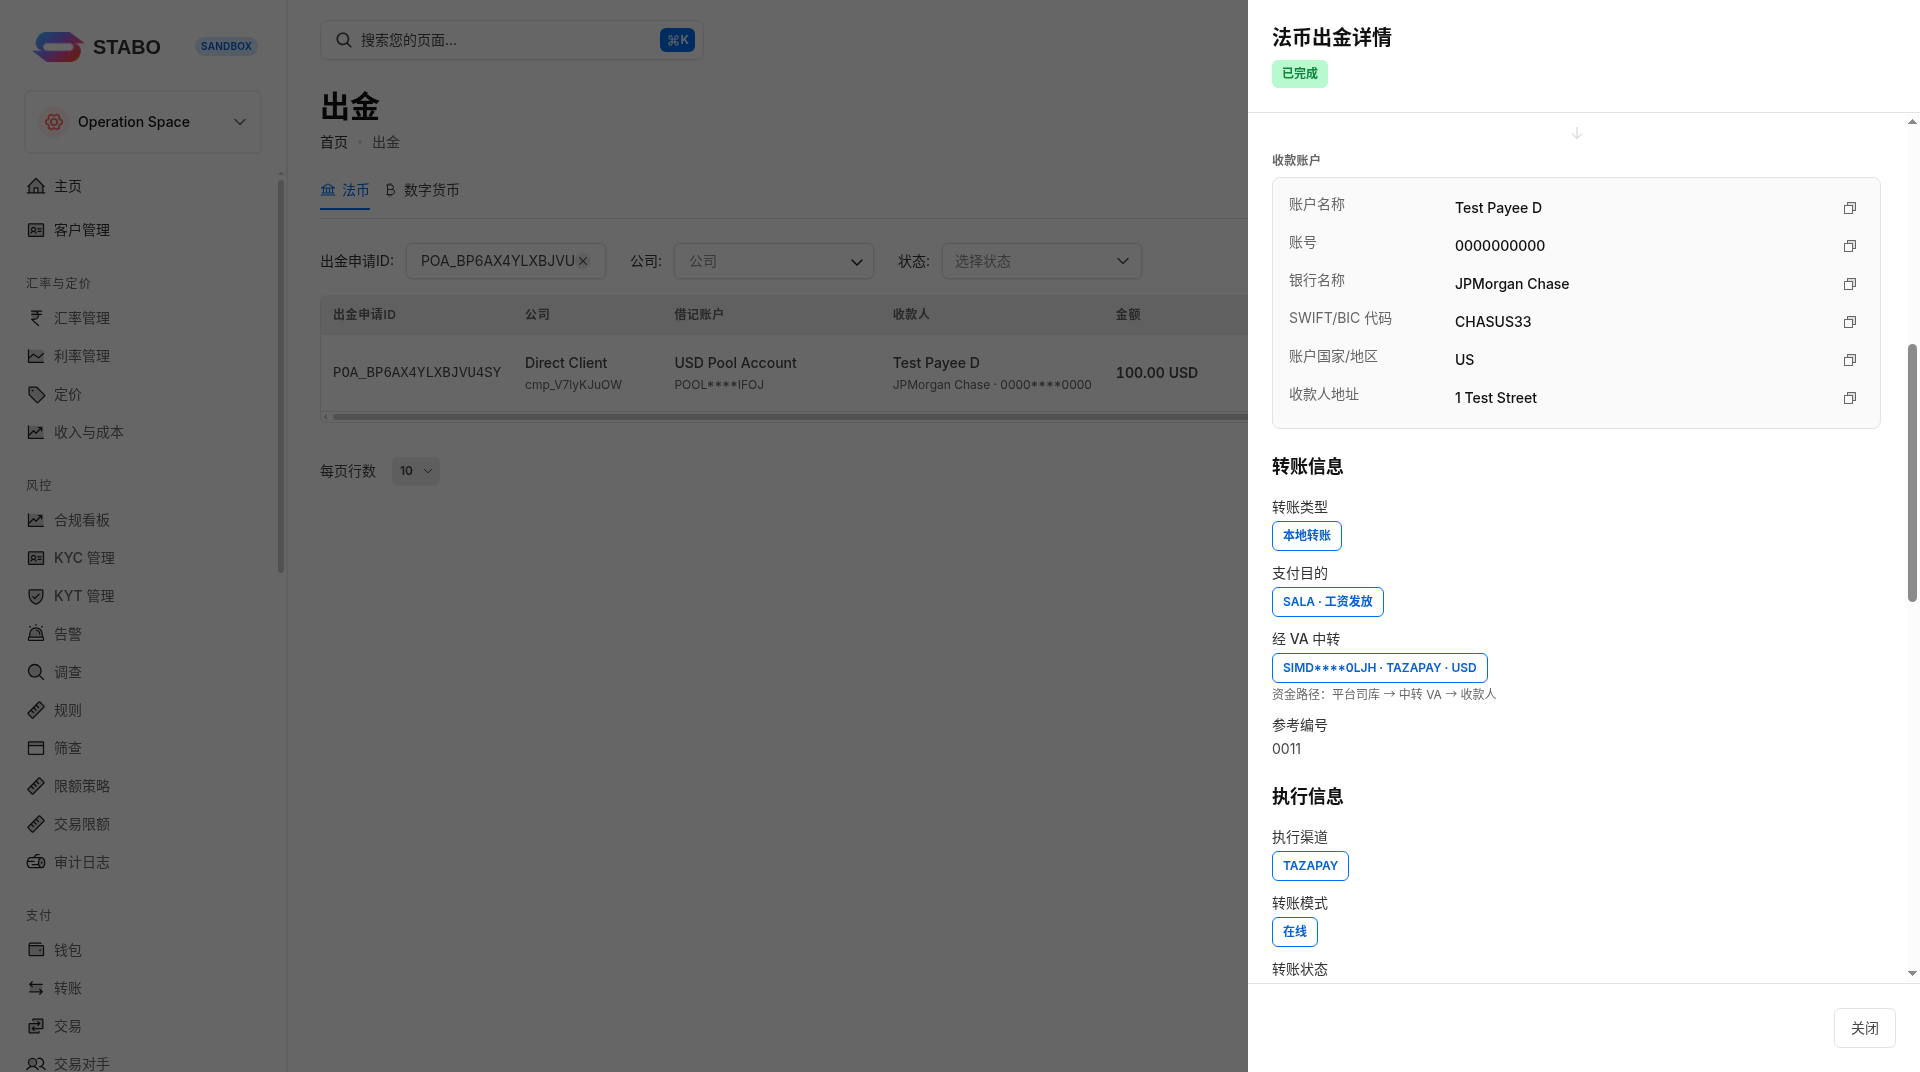 STABO
SANDBOX
Operation Space
主页
客户管理
汇率与定价
汇率管理
利率管理
定价
收入与成本
风控
合规看板
KYC 管理
KYT 管理
告警
调查
规则
筛查
限额策略
交易限额
审计日志
支付
钱包
转账
交易
交易对手
搜索您的页面...
⌘K
出金
首页 • 出金
法币 数字货币
出金申请ID: POA_BP6AX4YLXBJVU 公司: 公司 状态: 选择状态
出金申请ID 公司 借记账户 收款人 金额
POA_BP6AX4YLXBJVU4SY Direct Client USD Pool Account Test Payee D 100.00 USD
cmp_V7IyKJuOW POOL****IFOJ JPMorgan Chase · 0000****0000
每页行数 10
法币出金详情
已完成
收款账户
账户名称 Test Payee D
账号 0000000000
银行名称 JPMorgan Chase
SWIFT/BIC 代码 CHASUS33
账户国家/地区 US
收款人地址 1 Test Street
转账信息
转账类型
本地转账
支付目的
SALA · 工资发放
经 VA 中转
SIMD****0LJH · TAZAPAY · USD
资金路径：平台司库 → 中转 VA → 收款人
参考编号
0011
执行信息
执行渠道
TAZAPAY
转账模式
在线
转账状态
关闭